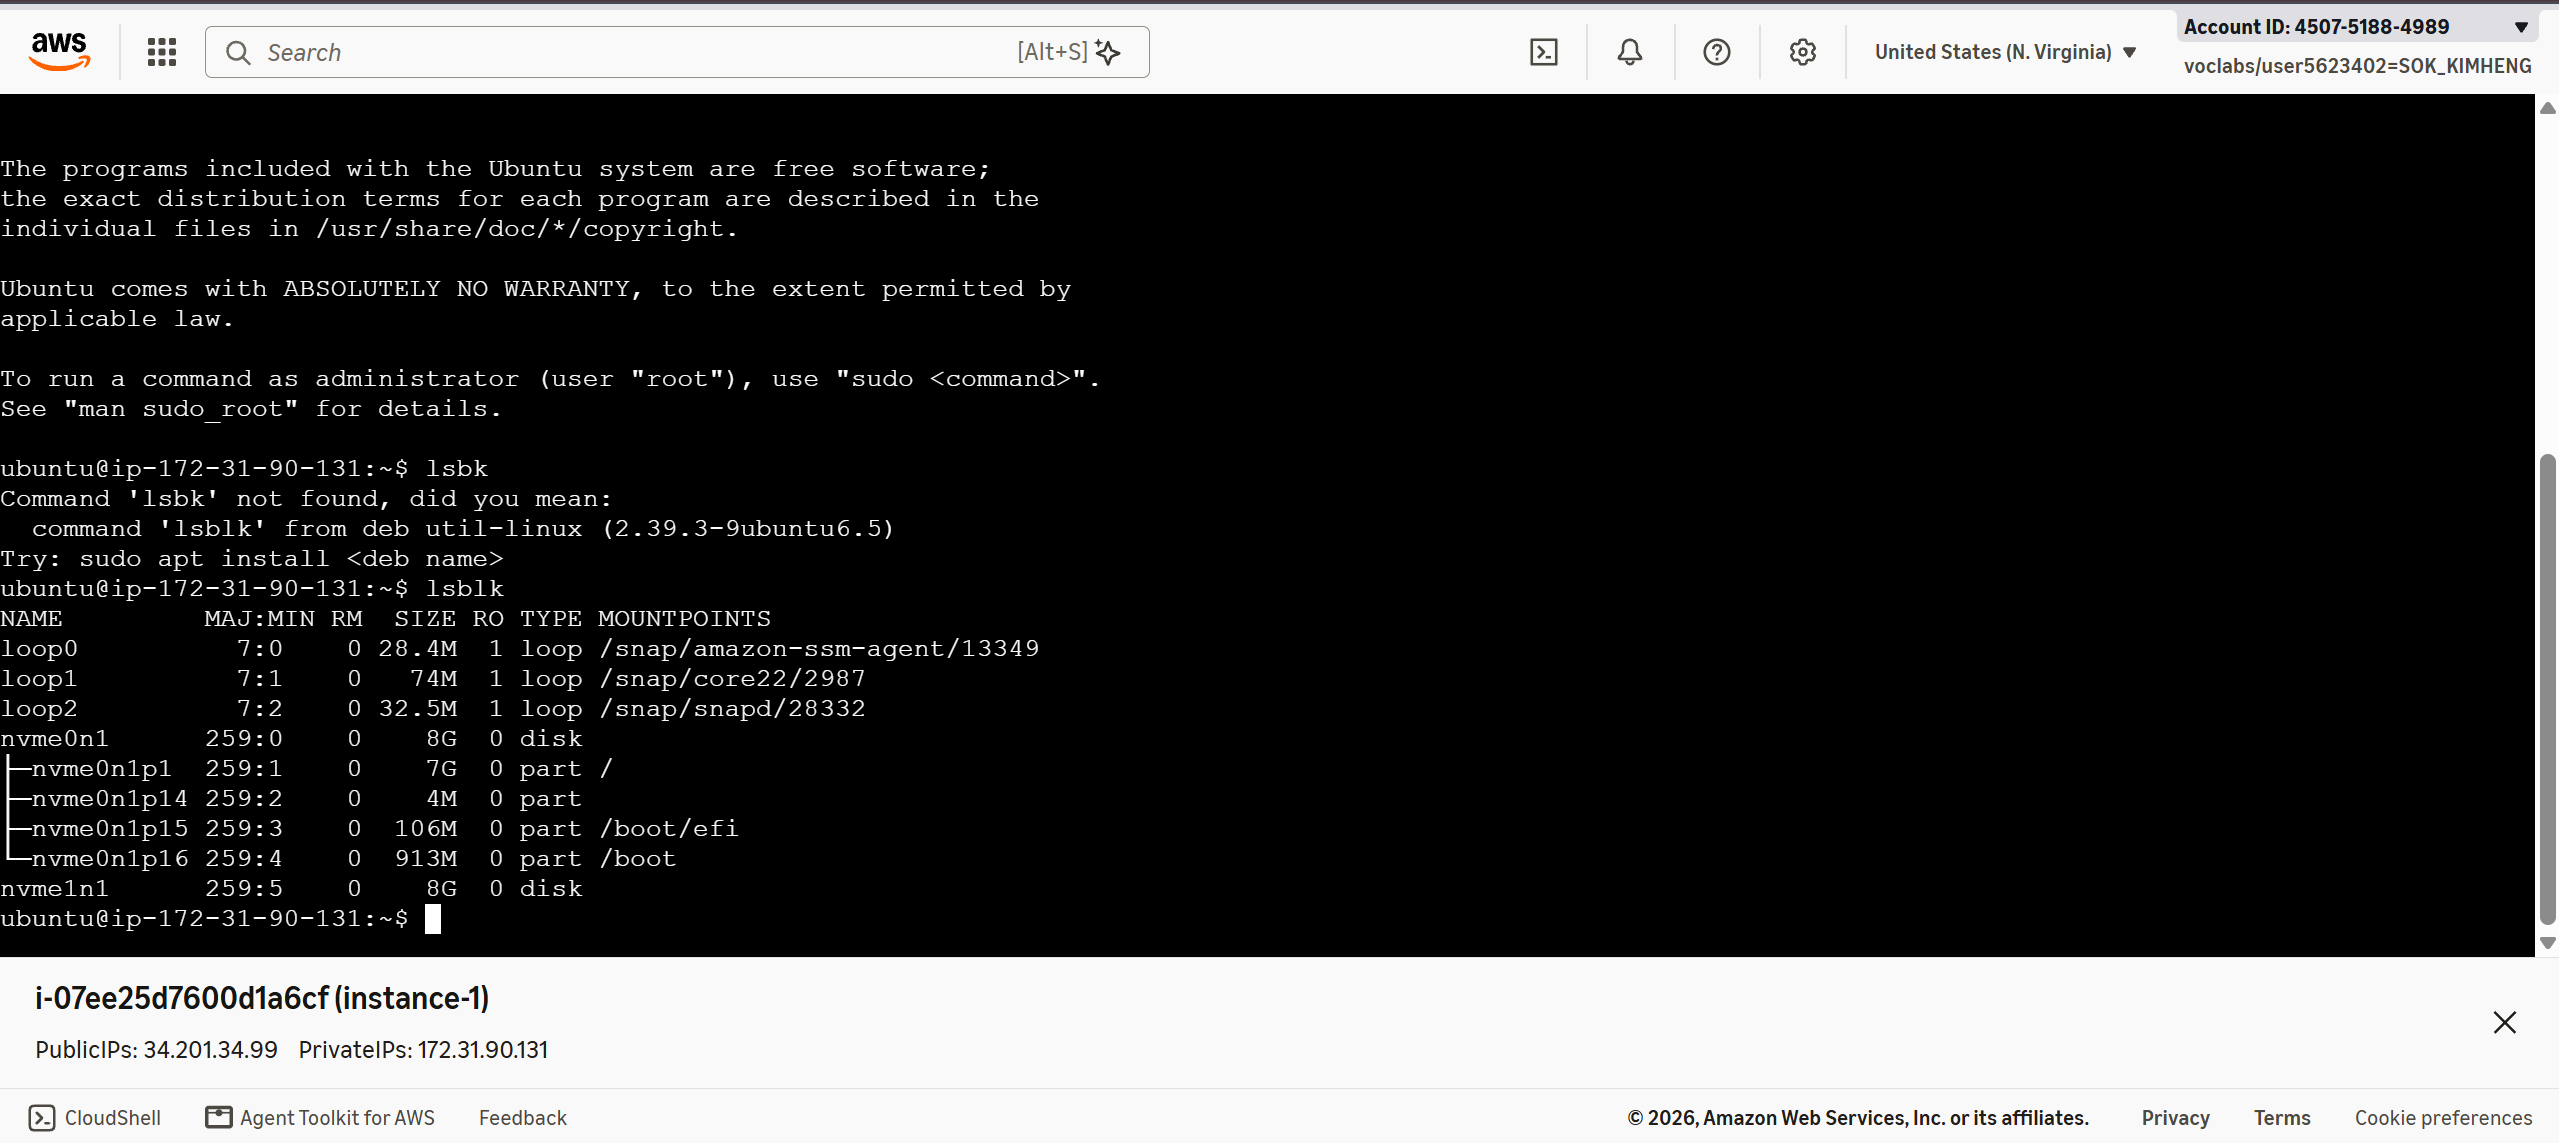 aws
Search [Alt+S]
United States (N. Virginia)
Account ID: 4507-5188-4989
voclabs/user5623402=SOK_KIMHENG
The programs included with the Ubuntu system are free software;
the exact distribution terms for each program are described in the
individual files in /usr/share/doc/*/copyright.
Ubuntu comes with ABSOLUTELY NO WARRANTY, to the extent permitted by
applicable law.
To run a command as administrator (user "root"), use "sudo <command>".
See "man sudo_root" for details.
ubuntu@ip-172-31-90-131:~$ lsbk
Command 'lsbk' not found, did you mean:
  command 'lsblk' from deb util-linux (2.39.3-9ubuntu6.5)
Try: sudo apt install <deb name>
ubuntu@ip-172-31-90-131:~$ lsblk
NAME         MAJ:MIN RM  SIZE RO TYPE MOUNTPOINTS
loop0          7:0    0 28.4M  1 loop /snap/amazon-ssm-agent/13349
loop1          7:1    0   74M  1 loop /snap/core22/2987
loop2          7:2    0 32.5M  1 loop /snap/snapd/28332
nvme0n1      259:0    0    8G  0 disk
├─nvme0n1p1  259:1    0    7G  0 part /
├─nvme0n1p14 259:2    0    4M  0 part
├─nvme0n1p15 259:3    0  106M  0 part /boot/efi
└─nvme0n1p16 259:4    0  913M  0 part /boot
nvme1n1      259:5    0    8G  0 disk
ubuntu@ip-172-31-90-131:~$
i-07ee25d7600d1a6cf (instance-1)
PublicIPs: 34.201.34.99 PrivateIPs: 172.31.90.131
CloudShell Agent Toolkit for AWS Feedback © 2026, Amazon Web Services, Inc. or its affiliates. Privacy Terms Cookie preferences